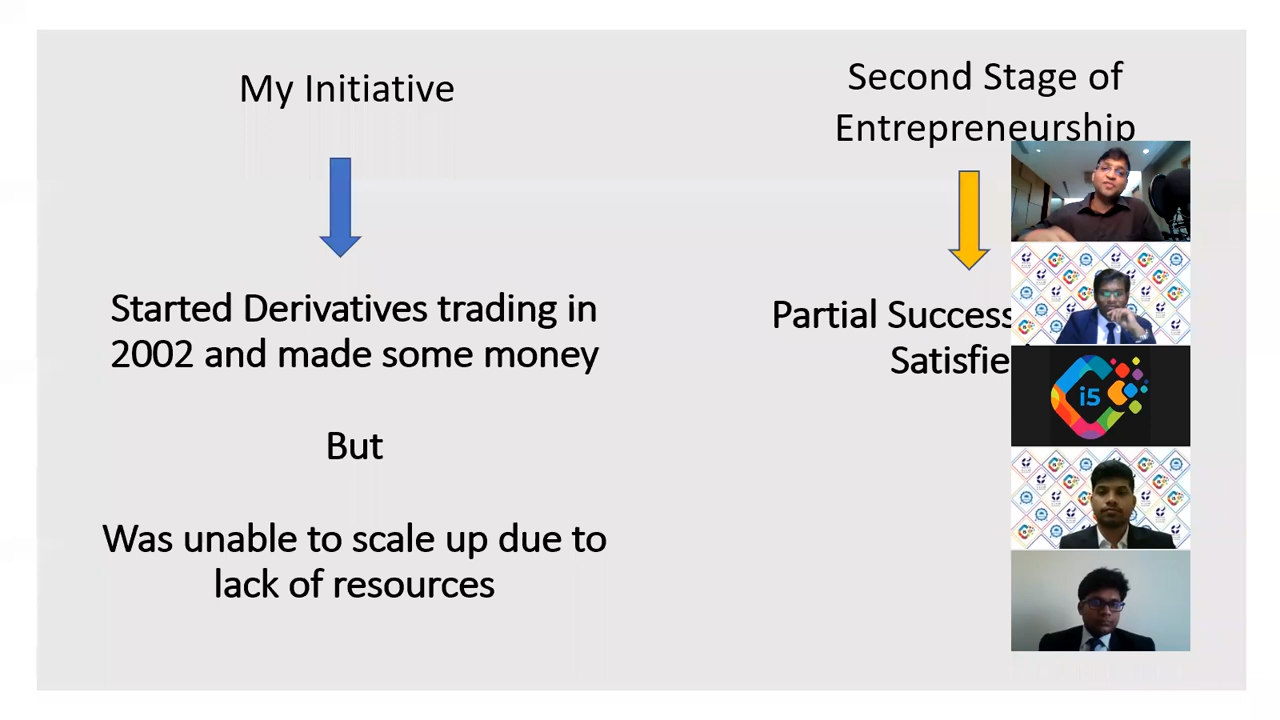 My Initiative
Started Derivatives trading in
2002 and made some money
But
Was unable to scale up due to
lack of resources
Second Stage of
Entrepreneurship
Partial Success
i5